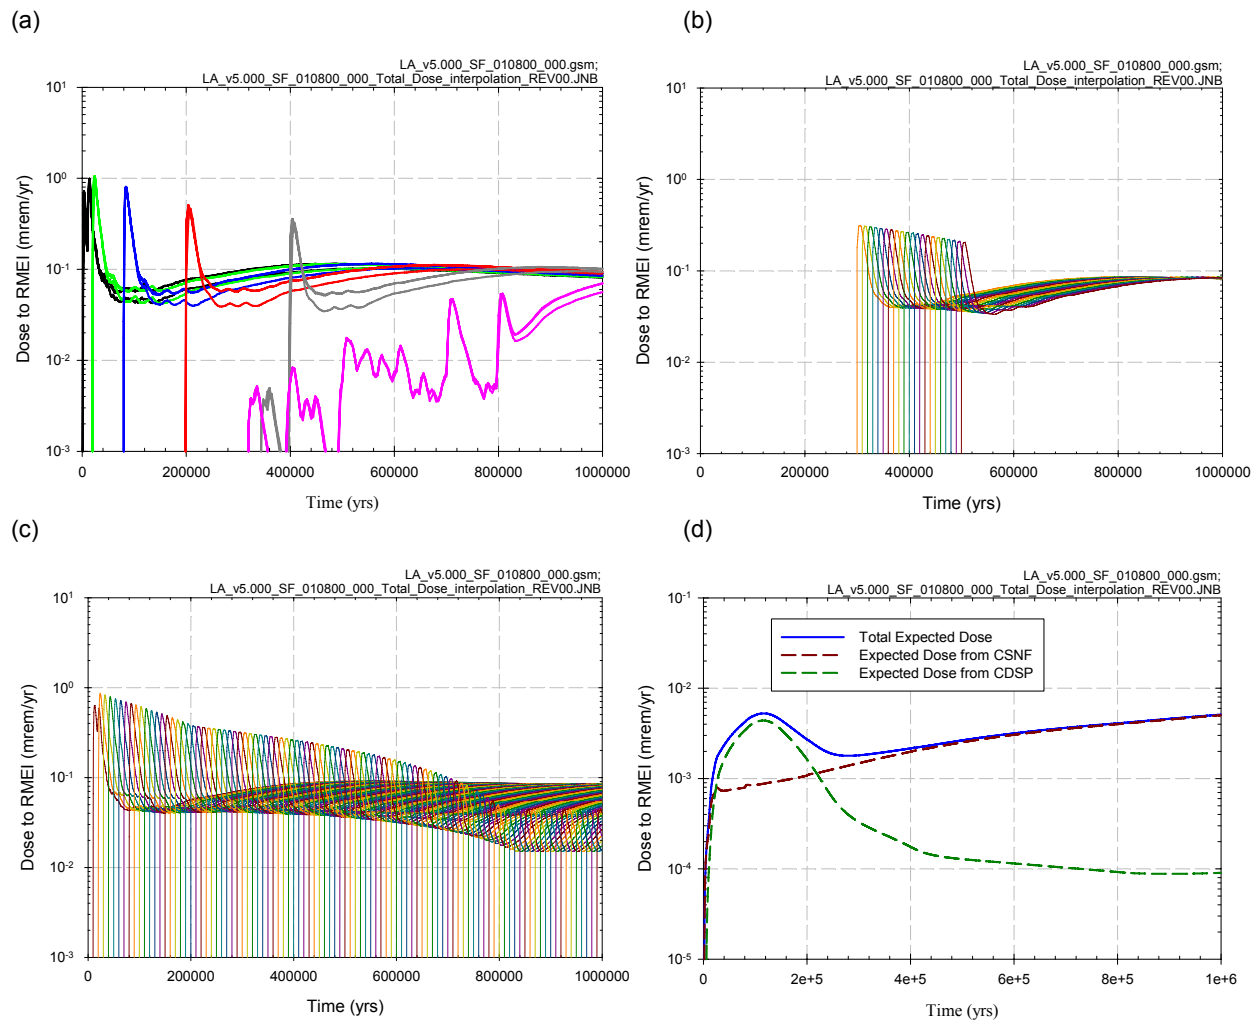 (a)
LA_v5.000_SF_010800_000.gsm;
LA_v5.000_SF_010800_000_Total_Dose_interpolation_REV00.JNB
Dose to RMEI (mrem/yr)
10^1
10^0
10^-1
10^-2
10^-3
0 200000 400000 600000 800000 1000000
Time (yrs)
(b)
LA_v5.000_SF_010800_000.gsm;
LA_v5.000_SF_010800_000_Total_Dose_interpolation_REV00.JNB
Dose to RMEI (mrem/yr)
10^1
10^0
10^-1
10^-2
10^-3
0 200000 400000 600000 800000 1000000
Time (yrs)
(c)
LA_v5.000_SF_010800_000.gsm;
LA_v5.000_SF_010800_000_Total_Dose_interpolation_REV00.JNB
Dose to RMEI (mrem/yr)
10^1
10^0
10^-1
10^-2
10^-3
0 200000 400000 600000 800000 1000000
Time (yrs)
(d)
LA_v5.000_SF_010800_000.gsm;
LA_v5.000_SF_010800_000_Total_Dose_interpolation_REV00.JNB
Total Expected Dose
Expected Dose from CSNF
Expected Dose from CDSP
Dose to RMEI (mrem/yr)
10^-1
10^-2
10^-3
10^-4
10^-5
0 2e+5 4e+5 6e+5 8e+5 1e+6
Time (yrs)